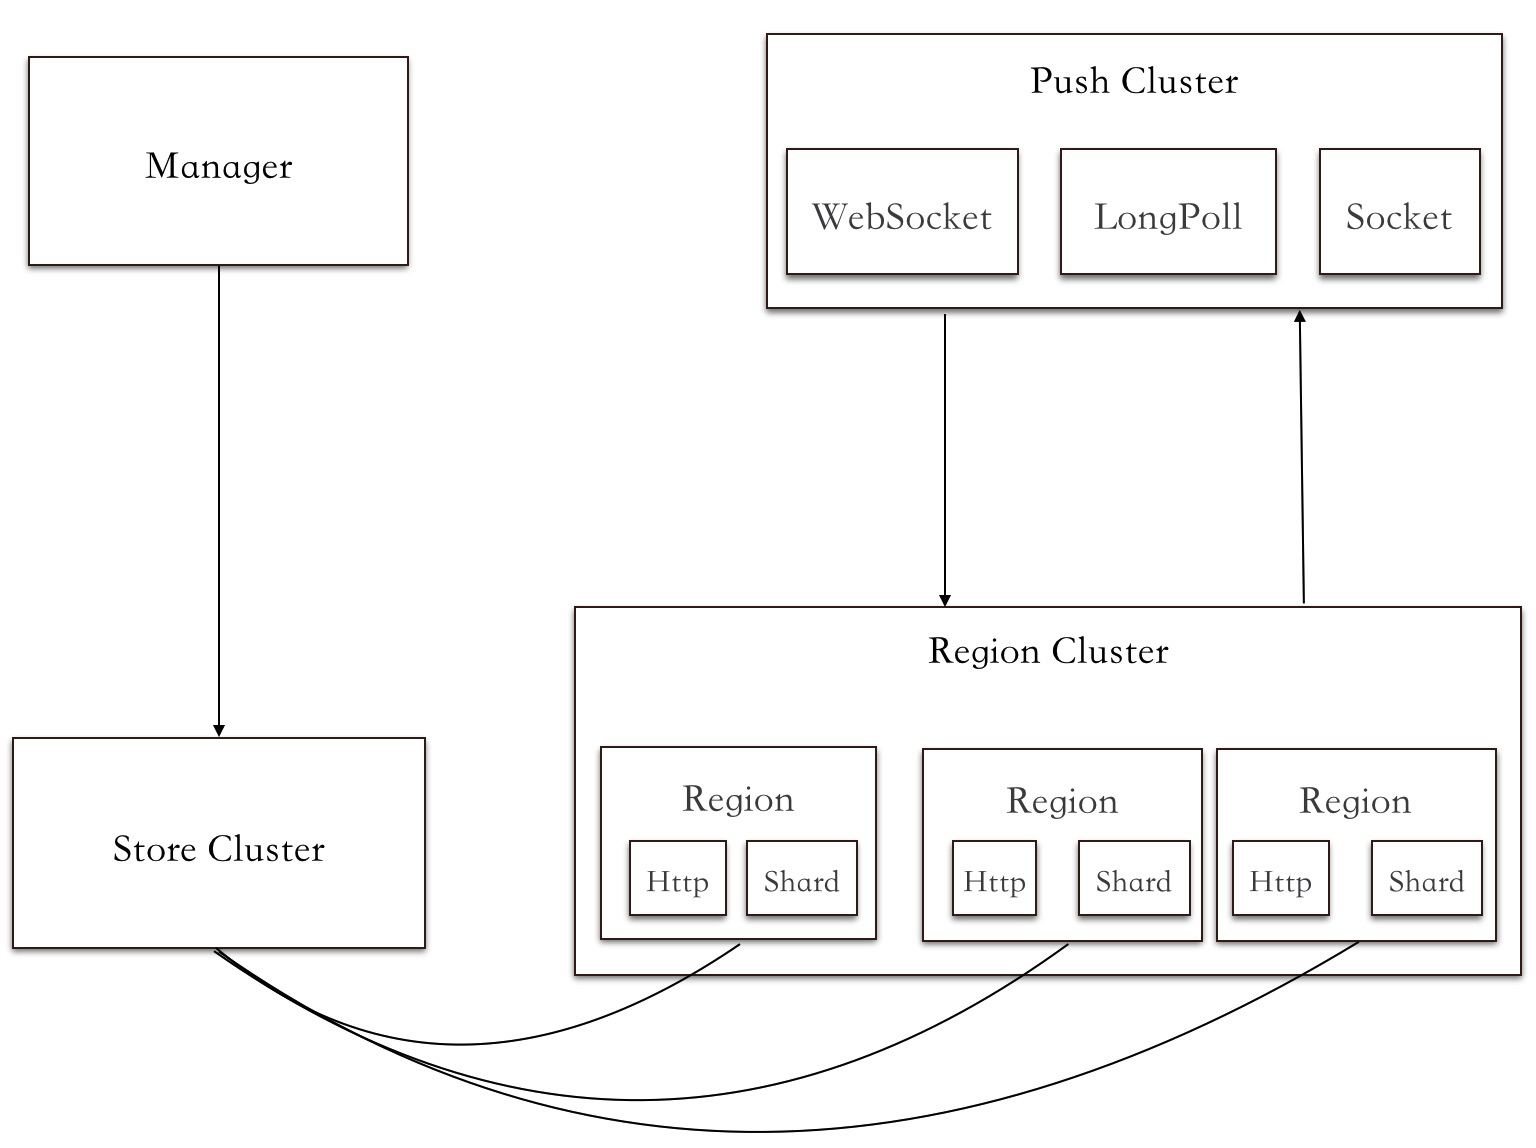 Manager
Push Cluster
WebSocket
LongPoll
Socket
Region Cluster
Store Cluster
Region
Http
Shard
Region
Http
Shard
Region
Http
Shard